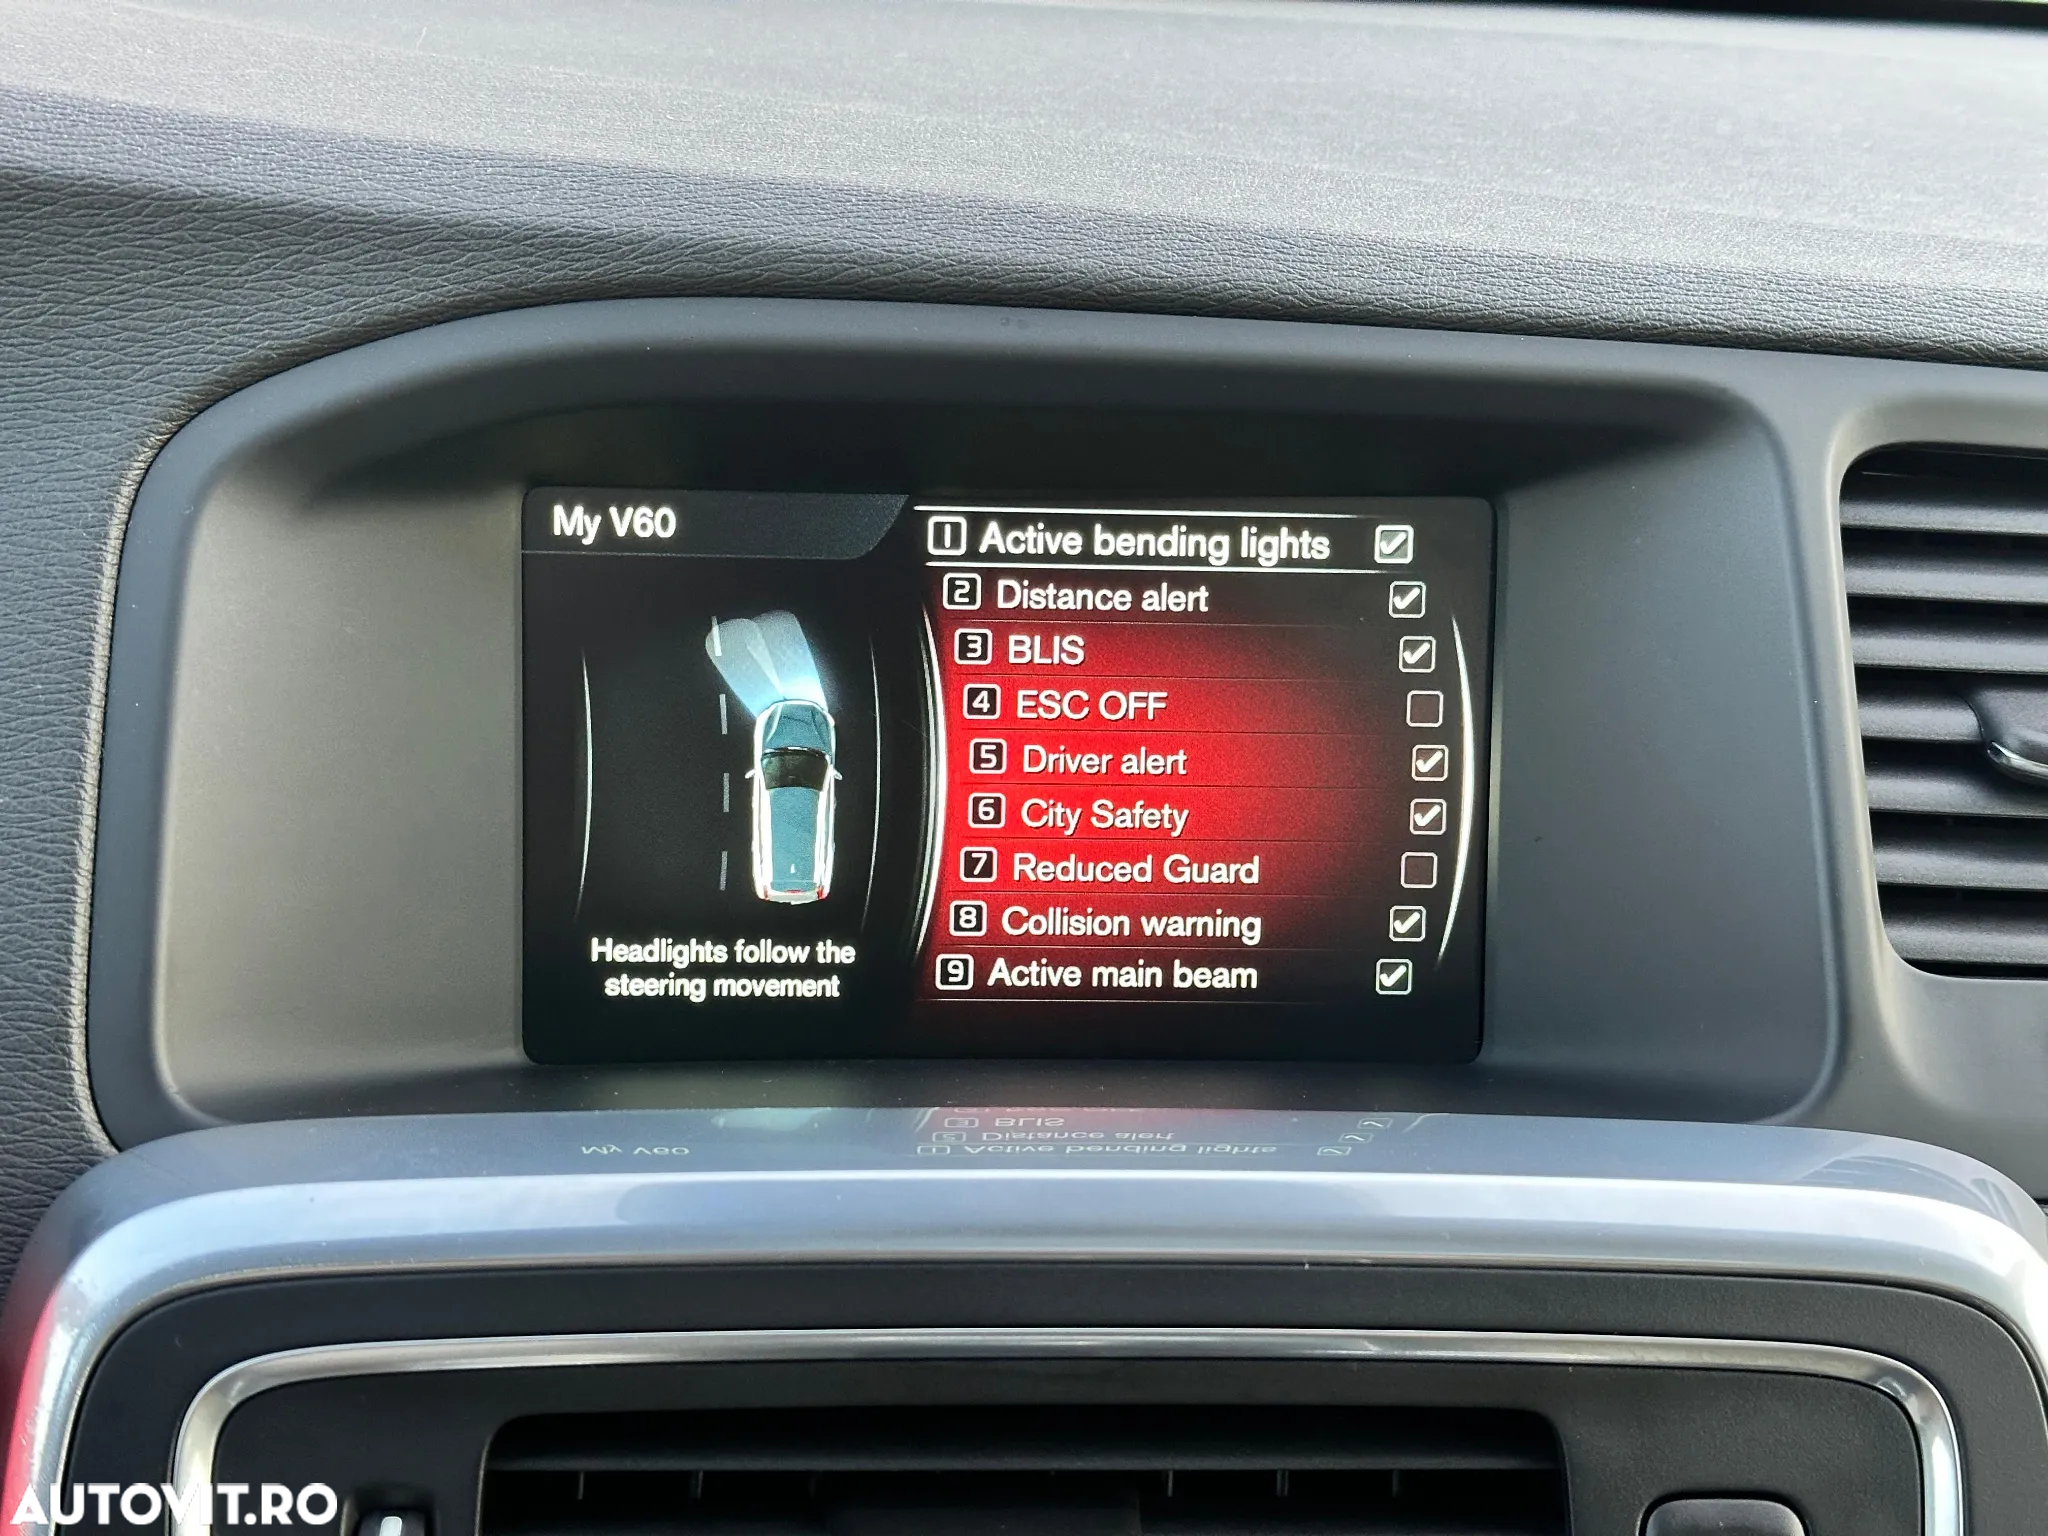 My V60
1 Active bending lights
2 Distance alert
3 BLIS
4 ESC OFF
5 Driver alert
6 City Safety
7 Reduced Guard
8 Collision warning
9 Active main beam
Headlights follow the
steering movement
AUTOVIT.RO